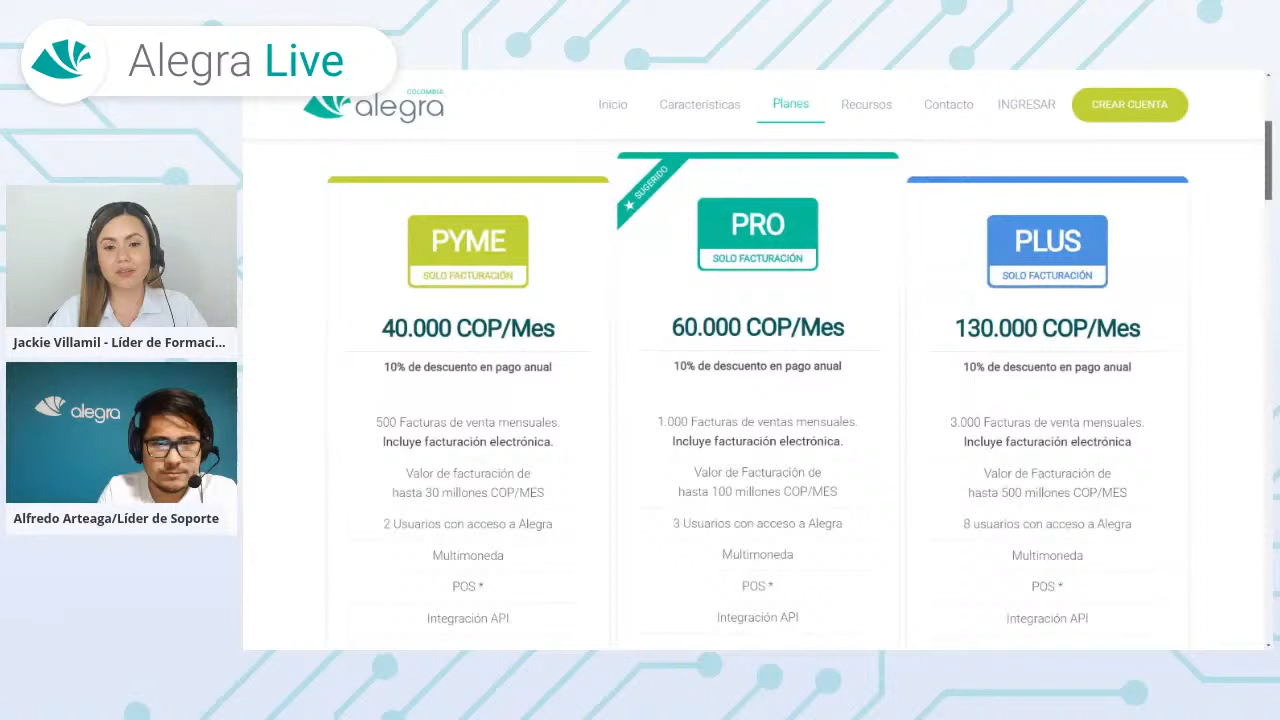 Alegra Live
COLOMBIA
alegra
Inicio
Características
Planes
Recursos
Contacto
INGRESAR
CREAR CUENTA
PYME
SOLO FACTURACIÓN
40.000 COP/Mes
10% de descuento en pago anual
500 Facturas de venta mensuales.
Incluye facturación electrónica.
Valor de facturación de
hasta 30 millones COP/MES
2 Usuarios con acceso a Alegra
Multimoneda
POS *
Integración API
★ SUGERIDO
PRO
SOLO FACTURACIÓN
60.000 COP/Mes
10% de descuento en pago anual
1.000 Facturas de ventas mensuales.
Incluye facturación electrónica.
Valor de Facturación de
hasta 100 millones COP/MES
3 Usuarios con acceso a Alegra
Multimoneda
POS *
Integración API
PLUS
SOLO FACTURACIÓN
130.000 COP/Mes
10% de descuento en pago anual
3.000 Facturas de ventas mensuales.
Incluye facturación electrónica
Valor de Facturación de
hasta 500 millones COP/MES
8 usuarios con acceso a Alegra
Multimoneda
POS *
Integración API
Jackie Villamil - Líder de Formaci...
alegra
Alfredo Arteaga/Líder de Soporte